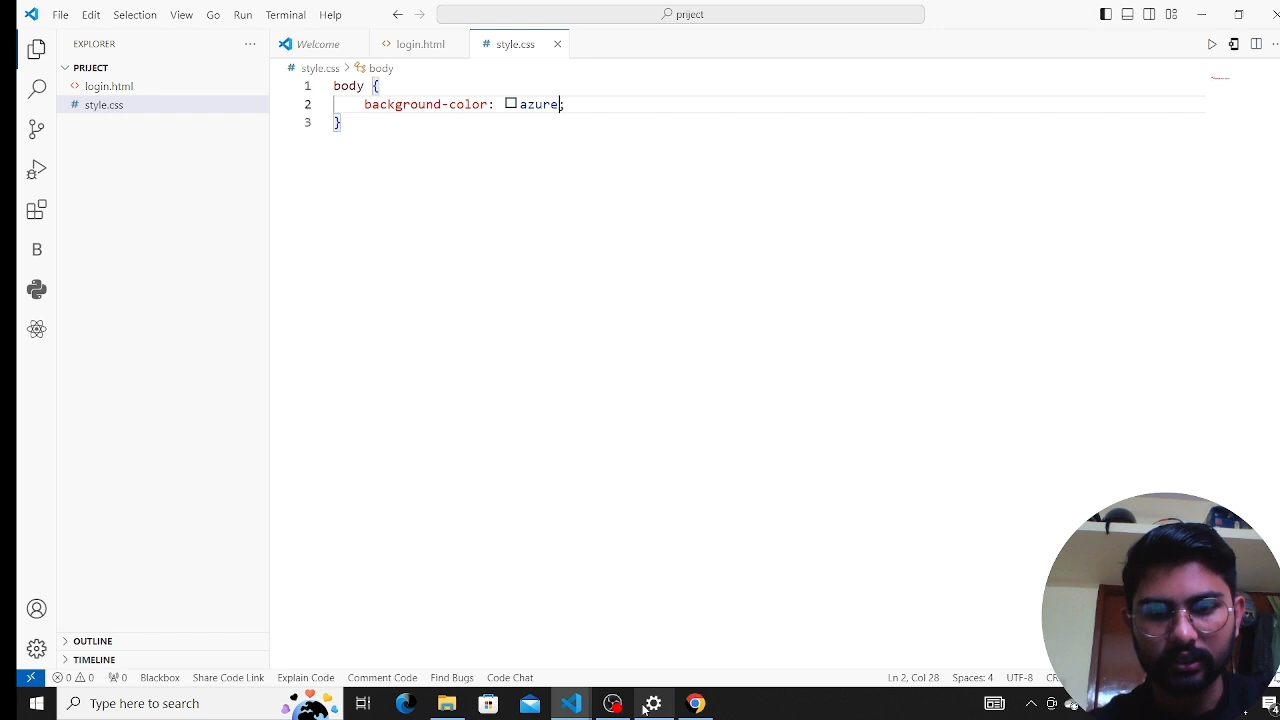 File Edit Selection View Go Run Terminal Help
priject
EXPLORER
Welcome
login.html
style.css
PRIJECT
style.css > body
login.html
style.css
1 body {
2 background-color: azure;
3 }
B
OUTLINE
TIMELINE
0 0 0 Blackbox Share Code Link Explain Code Comment Code Find Bugs Code Chat Ln 2, Col 28 Spaces: 4 UTF-8
Type here to search